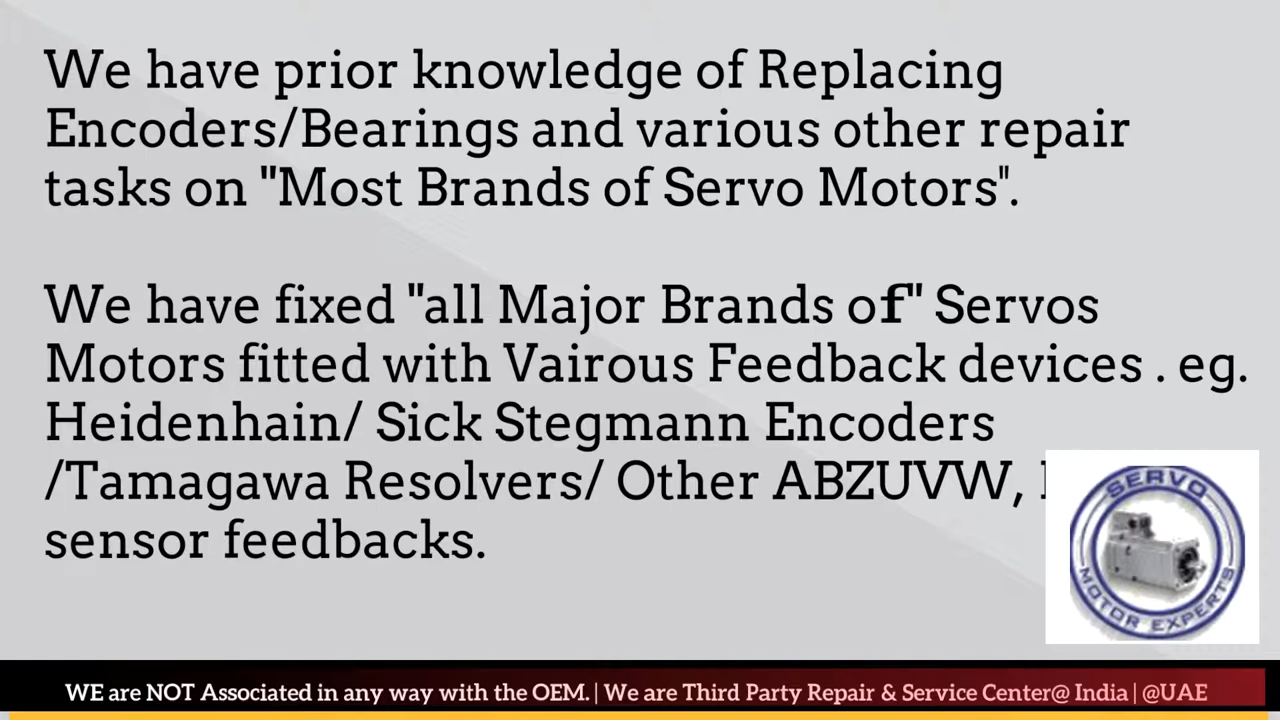 We have prior knowledge of Replacing
Encoders/Bearings and various other repair
tasks on "Most Brands of Servo Motors".
We have fixed "all Major Brands of" Servos
Motors fitted with Vairous Feedback devices . eg.
Heidenhain/ Sick Stegmann Encoders
/Tamagawa Resolvers/ Other ABZUVW,
sensor feedbacks.
SERVO
MOTOR EXPERTS
WE are NOT Associated in any way with the OEM. | We are Third Party Repair & Service Center@ India | @UAE